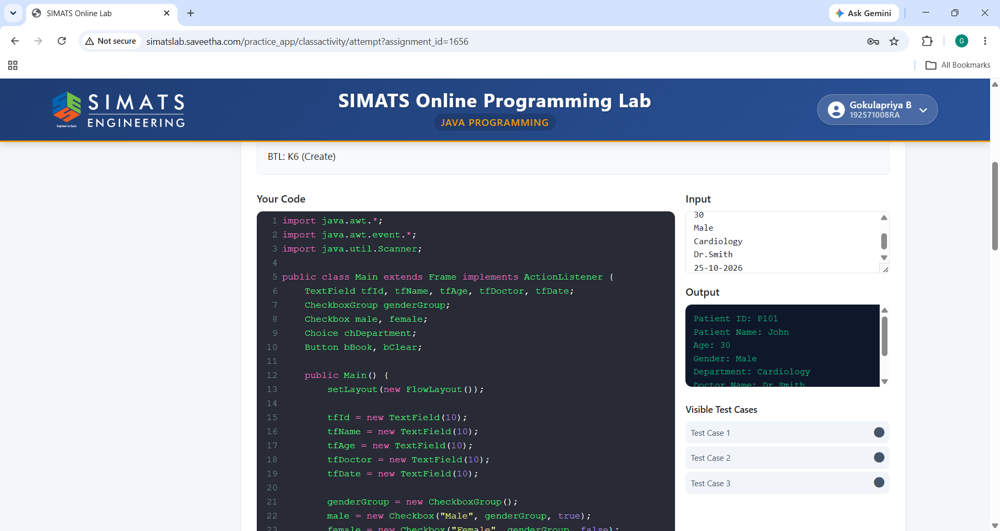 SIMATS Online Lab
Ask Gemini
Not secure
simatslab.saveetha.com/practice_app/classactivity/attempt?assignment_id=1656
G
All Bookmarks
SIMATS
ENGINEERING
Engineer to Excel
SIMATS Online Programming Lab
JAVA PROGRAMMING
Gokulapriya B
192571008RA
BTL: K6 (Create)
Your Code
1 import java.awt.*;
2 import java.awt.event.*;
3 import java.util.Scanner;
4
5 public class Main extends Frame implements ActionListener {
6 TextField tfId, tfName, tfAge, tfDoctor, tfDate;
7 CheckboxGroup genderGroup;
8 Checkbox male, female;
9 Choice chDepartment;
10 Button bBook, bClear;
11
12 public Main() {
13 setLayout(new FlowLayout());
14
15 tfId = new TextField(10);
16 tfName = new TextField(10);
17 tfAge = new TextField(10);
18 tfDoctor = new TextField(10);
19 tfDate = new TextField(10);
20
21 genderGroup = new CheckboxGroup();
22 male = new Checkbox("Male", genderGroup, true);
23 female = new Checkbox("Female", genderGroup, false);
Input
30
Male
Cardiology
Dr.Smith
25-10-2026
Output
Patient ID: P101
Patient Name: John
Age: 30
Gender: Male
Department: Cardiology
Doctor Name: Dr.Smith
Visible Test Cases
Test Case 1
Test Case 2
Test Case 3